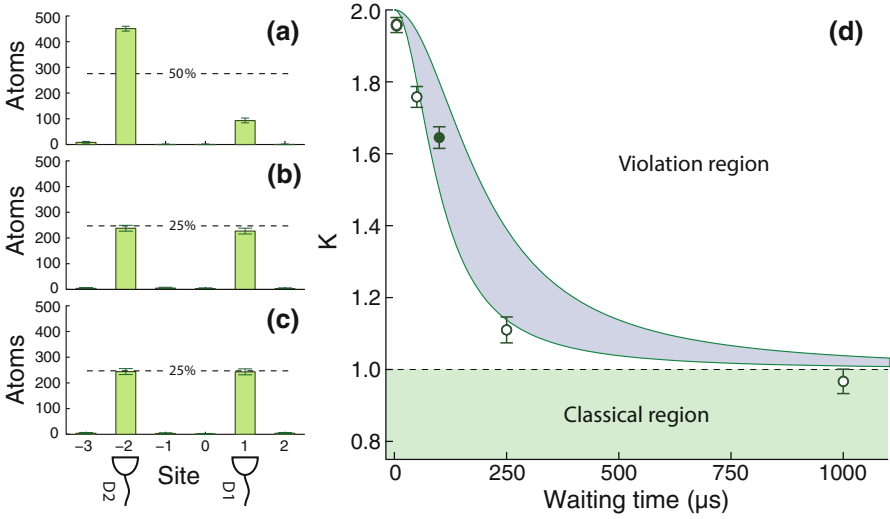 (a)
Atoms
500
400
300
200
100
0
50%
(b)
Atoms
500
400
300
200
100
0
25%
(c)
Atoms
500
400
300
200
100
0
25%
−3 −2 −1 0 1 2
Site
D2
D1
(d)
K
2.0
1.8
1.6
1.4
1.2
1.0
0.8
Violation region
Classical region
0 250 500 750 1000
Waiting time (μs)